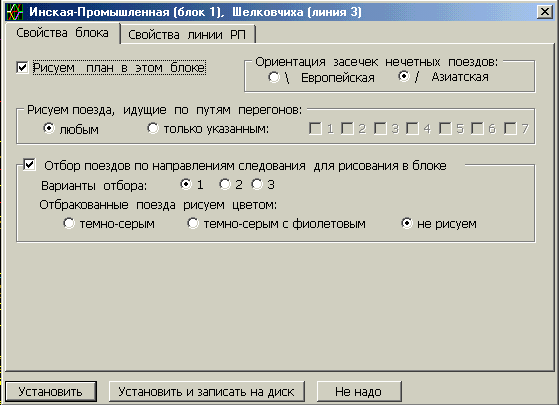 Инская-Промышленная (блок 1), Шелковчиха (линия 3)
Свойства блока
Свойства линии РП
Рисуем план в этом блоке
Ориентация засечек нечетных поездов:
\ Европейская
/ Азиатская
Рисуем поезда, идущие по путям перегонов:
любым
только указанным:
1 2 3 4 5 6 7
Отбор поездов по направлениям следования для рисования в блоке
Варианты отбора:
1 2 3
Отбракованные поезда рисуем цветом:
темно-серым
темно-серым с фиолетовым
не рисуем
Установить
Установить и записать на диск
Не надо